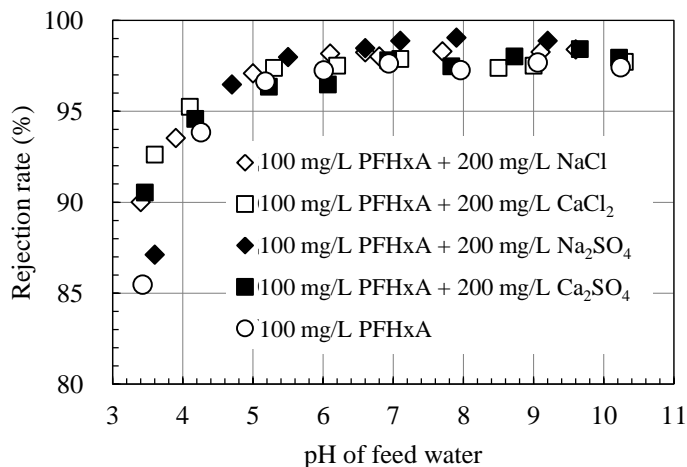 100
95
90
85
80
Rejection rate (%)
100 mg/L PFHxA + 200 mg/L NaCl
100 mg/L PFHxA + 200 mg/L CaCl₂
100 mg/L PFHxA + 200 mg/L Na₂SO₄
100 mg/L PFHxA + 200 mg/L Ca₂SO₄
100 mg/L PFHxA
3 4 5 6 7 8 9 10 11
pH of feed water